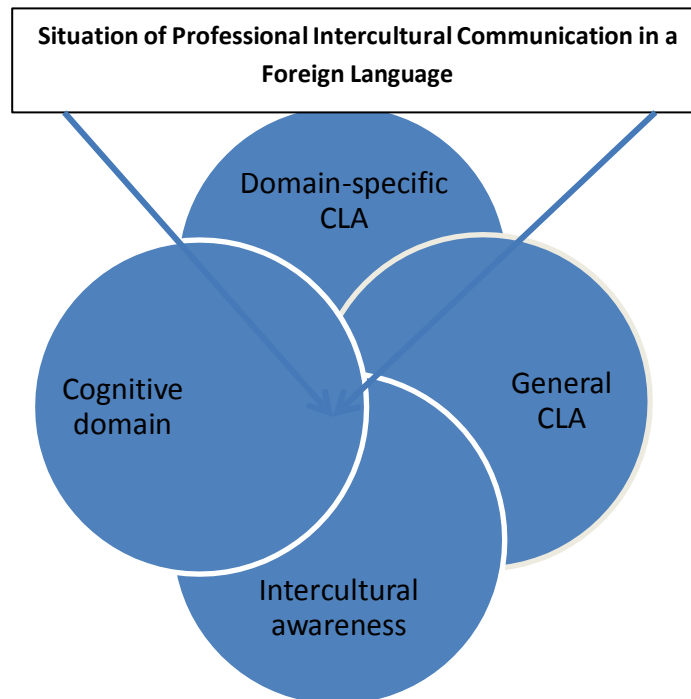 Situation of Professional Intercultural Communication in a
Foreign Language
Domain-specific
CLA
Cognitive
domain
General
CLA
Intercultural
awareness